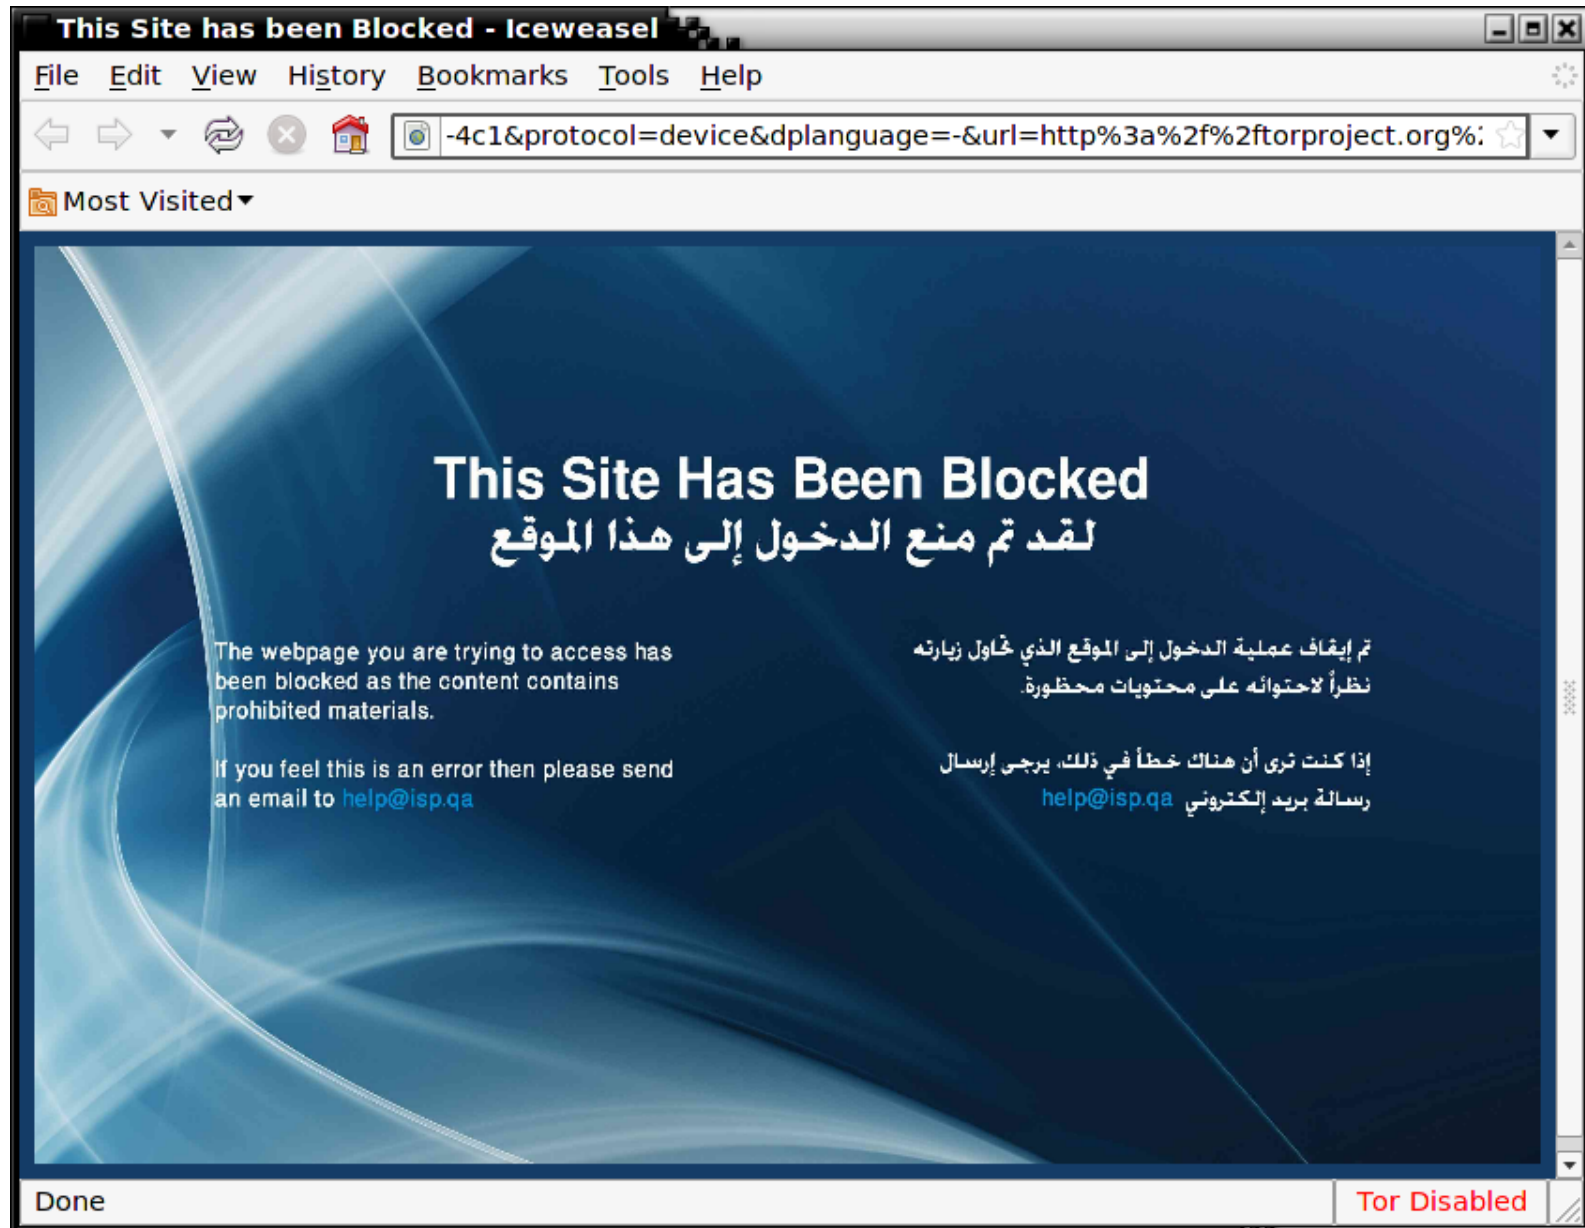 This Site has been Blocked - Iceweasel
File Edit View History Bookmarks Tools Help
-4c1&protocol=device&dplanguage=-&url=http%3a%2f%2ftorproject.org%
Most Visited
This Site Has Been Blocked
لقد تم منع الدخول إلى هذا الموقع
The webpage you are trying to access has
been blocked as the content contains
prohibited materials.
If you feel this is an error then please send
an email to help@isp.qa
تم إيقاف عملية الدخول إلى الموقع الذي تحاول زيارته
نظراً لاحتوائه على محتويات محظورة.
إذا كنت ترى أن هناك خطأ في ذلك، يرجى إرسال
رسالة بريد إلكتروني help@isp.qa
Done
Tor Disabled